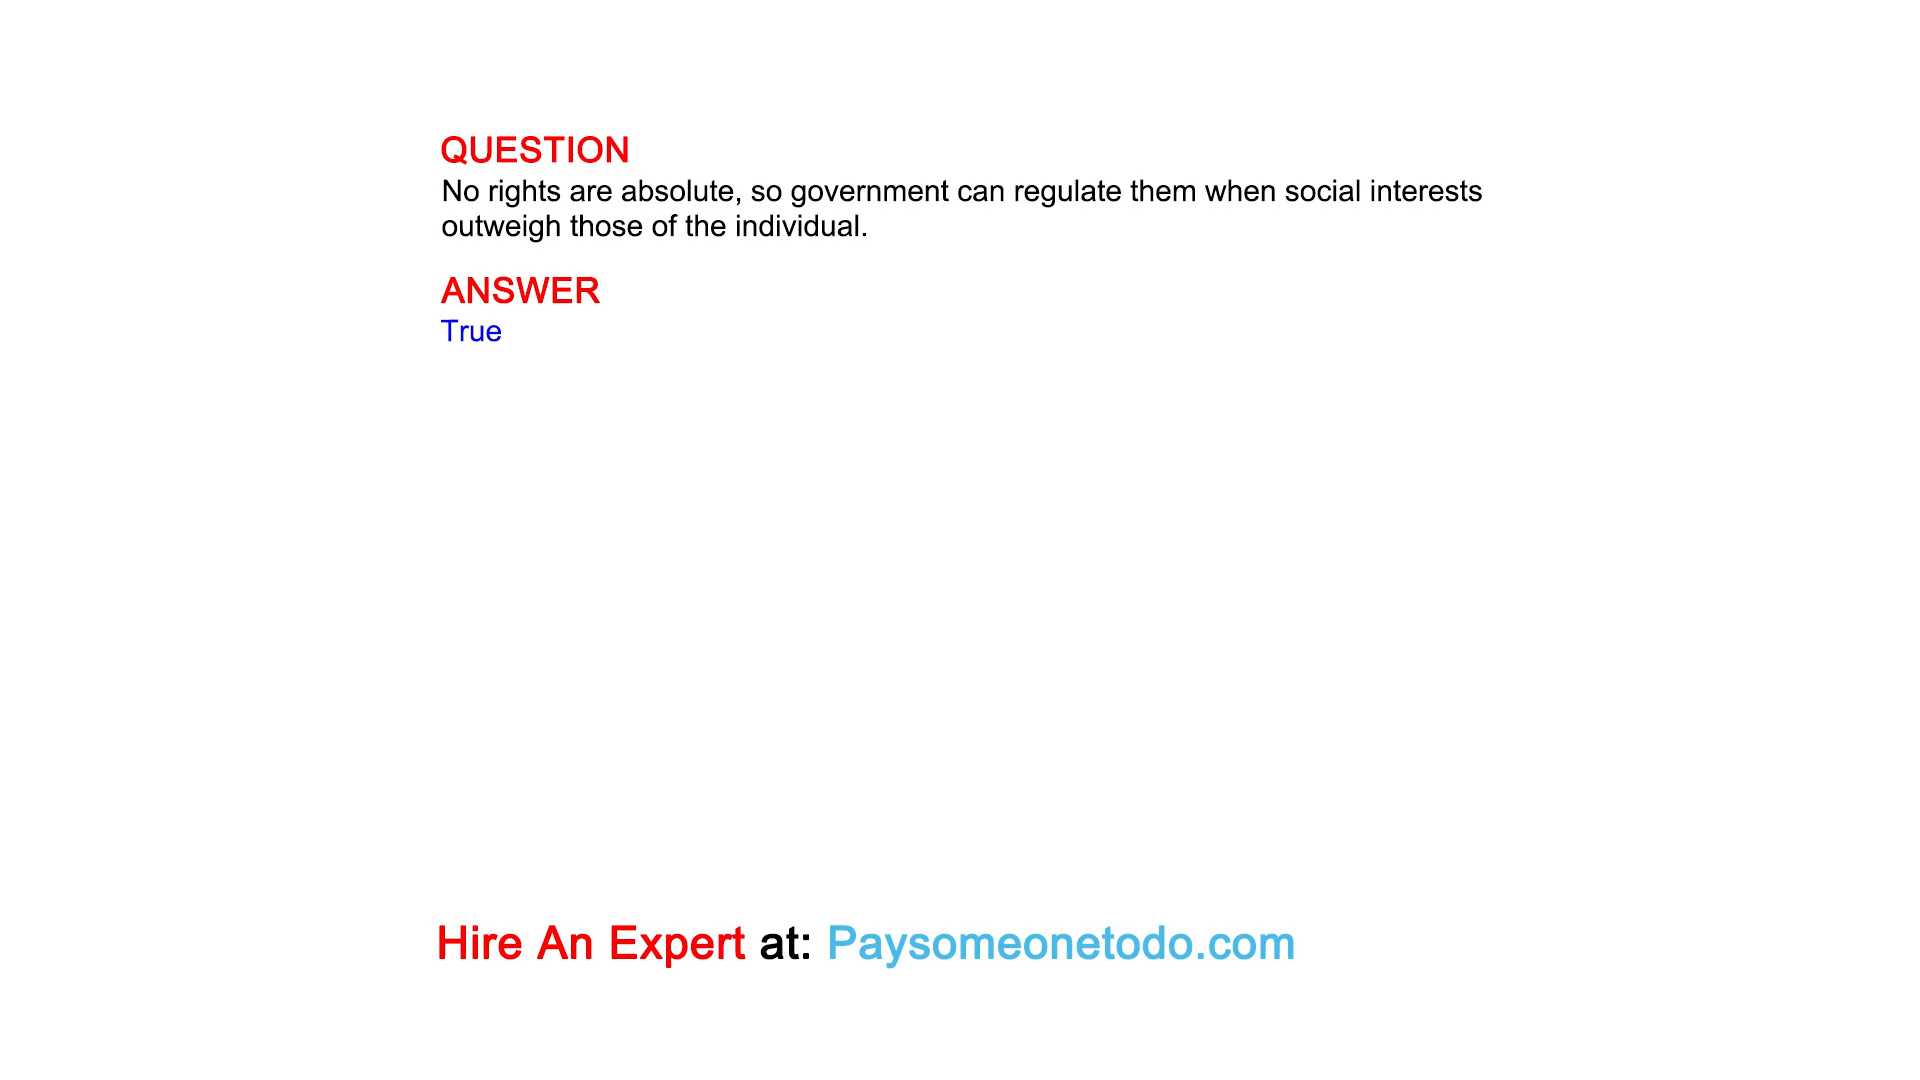 QUESTION
No rights are absolute, so government can regulate them when social interests
outweigh those of the individual.
ANSWER
True
Hire An Expert at: Paysomeonetodo.com